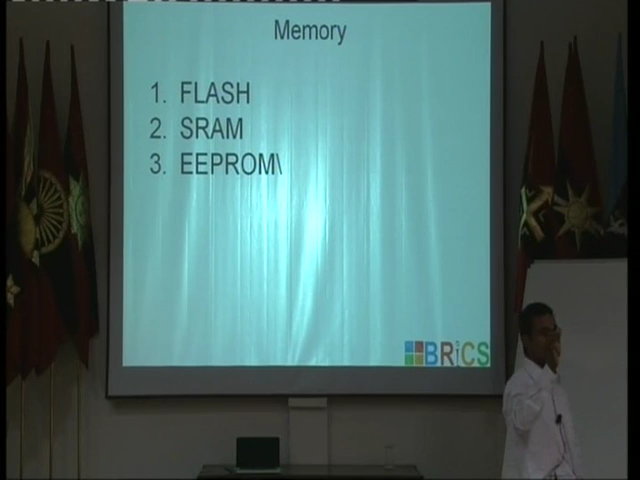 Memory
1. FLASH
2. SRAM
3. EEPROM\
BRiCS